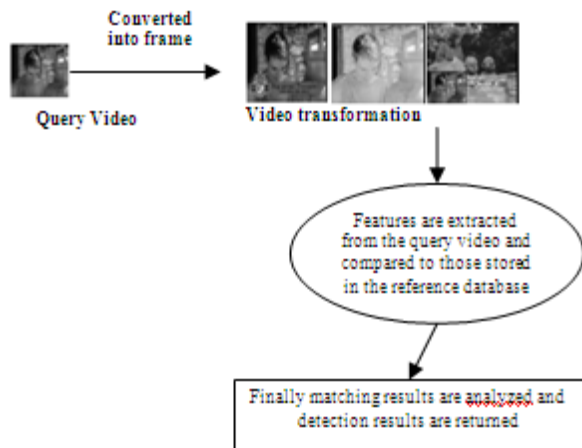 Converted
into frame
Query Video
Video transformation
Features are extracted
from the query video and
compared to those stored
in the reference database
Finally matching results are analyzed and
detection results are returned